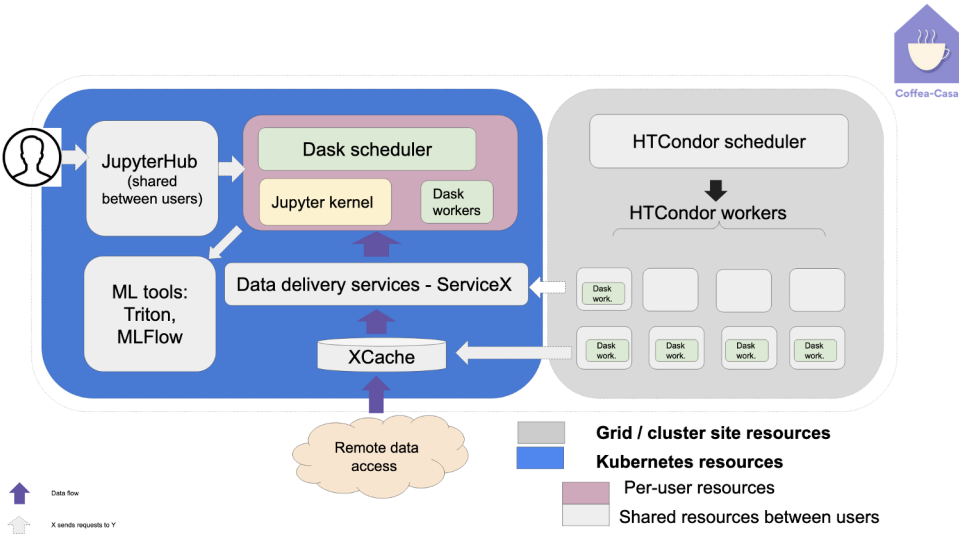 Coffea-Casa
JupyterHub
(shared
between users)
Dask scheduler
Jupyter kernel
Dask
workers
HTCondor scheduler
HTCondor workers
ML tools:
Triton,
MLFlow
Data delivery services - ServiceX
XCache
Dask
work.
Dask
work.
Dask
work.
Dask
work.
Dask
work.
Remote data
access
Grid / cluster site resources
Kubernetes resources
Per-user resources
Shared resources between users
Data flow
X sends requests to Y